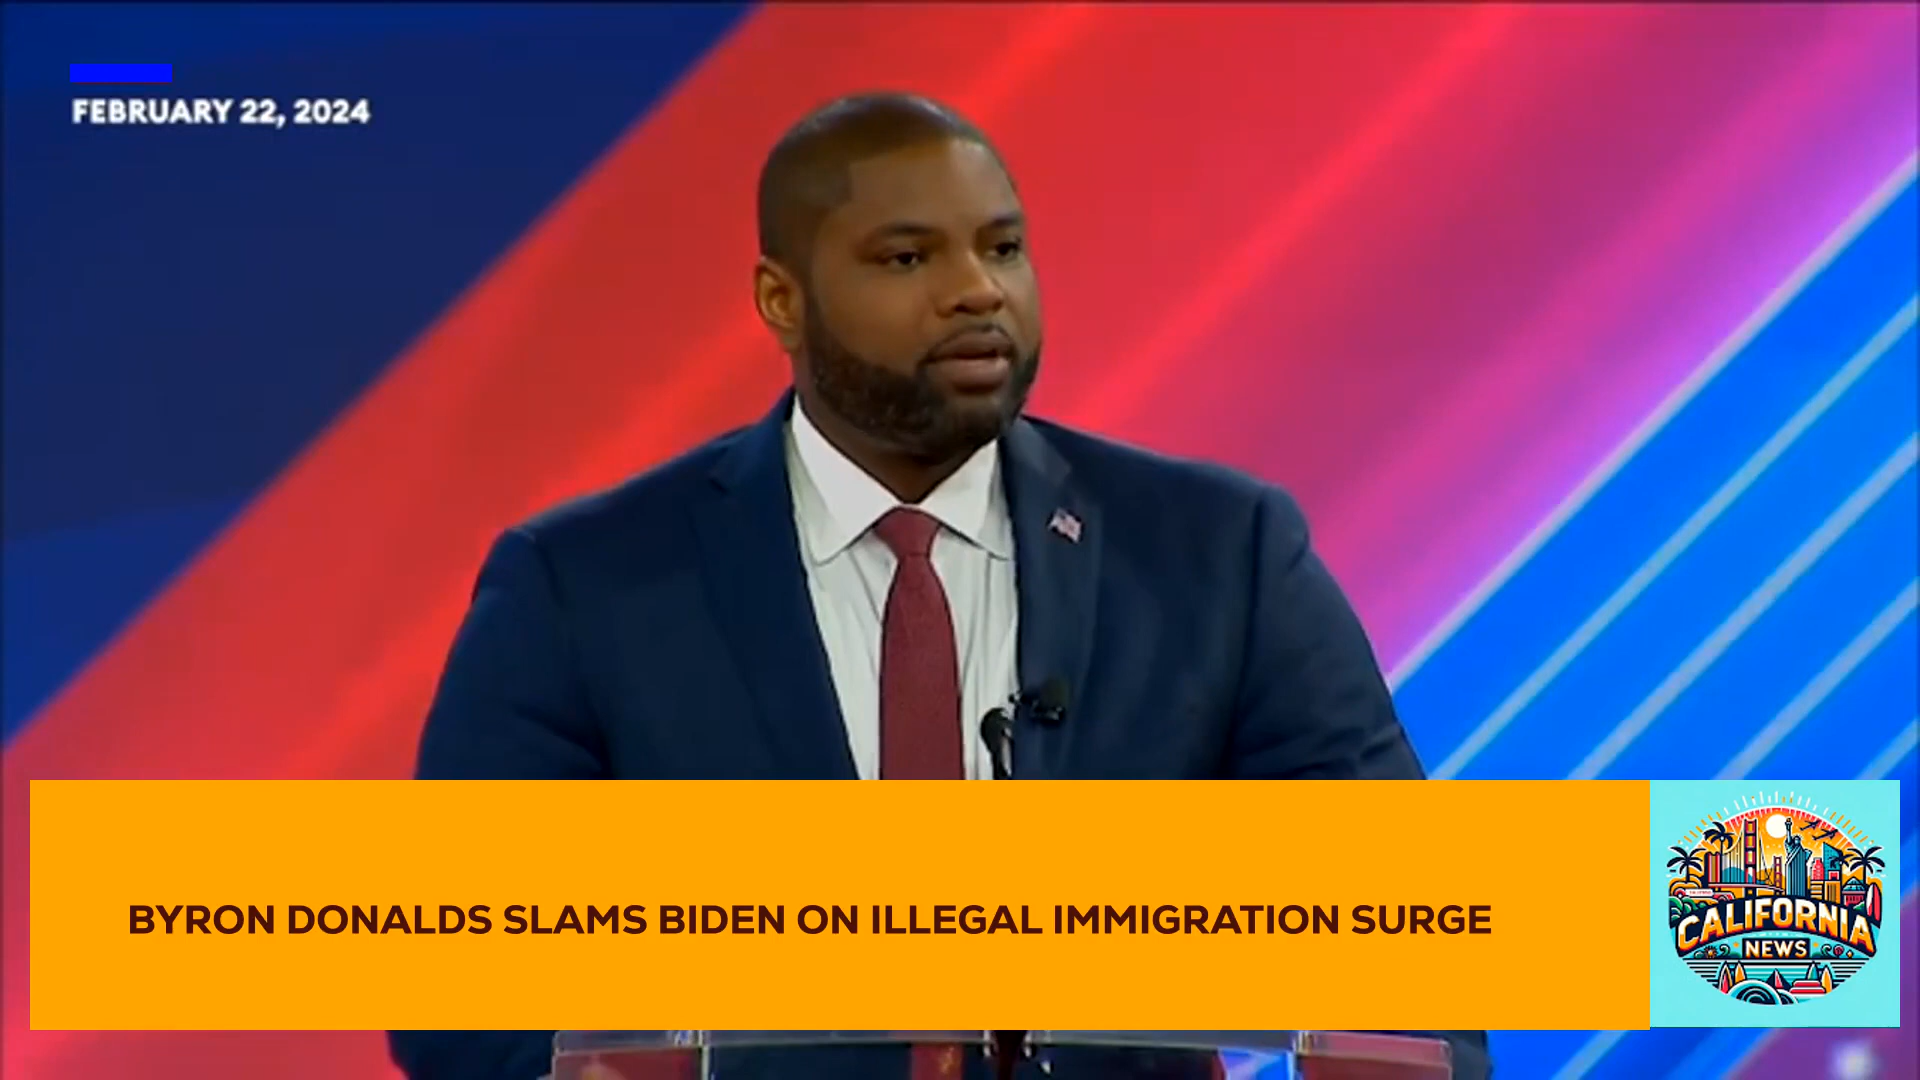 FEBRUARY 22, 2024
BYRON DONALDS SLAMS BIDEN ON ILLEGAL IMMIGRATION SURGE
CALIFORNIA
NEWS